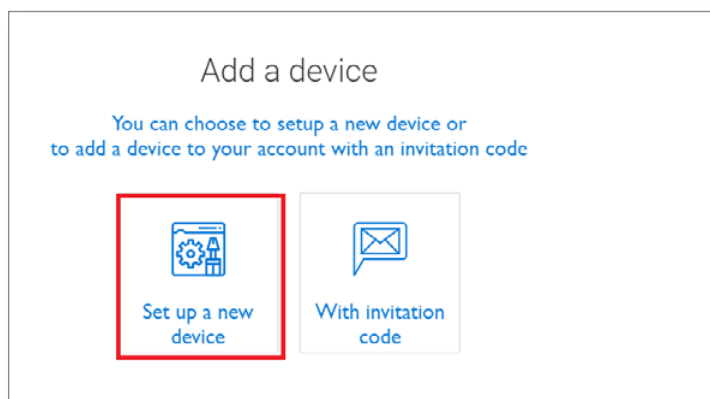 Add a device
You can choose to setup a new device or
to add a device to your account with an invitation code
Set up a new
device
With invitation
code